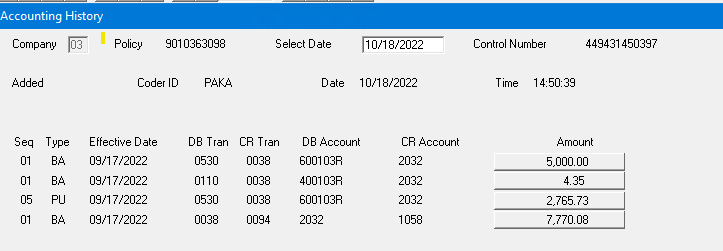 Accounting History
Company 03 Policy 9010363098 Select Date 10/18/2022 Control Number 449431450397
Added Coder ID PAKA Date 10/18/2022 Time 14:50:39
Seq Type Effective Date DB Tran CR Tran DB Account CR Account Amount
01 BA 09/17/2022 0530 0038 600103R 2032 5,000.00
01 BA 09/17/2022 0110 0038 400103R 2032 4.35
05 PU 09/17/2022 0530 0038 600103R 2032 2,765.73
01 BA 09/17/2022 0038 0094 2032 1058 7,770.08